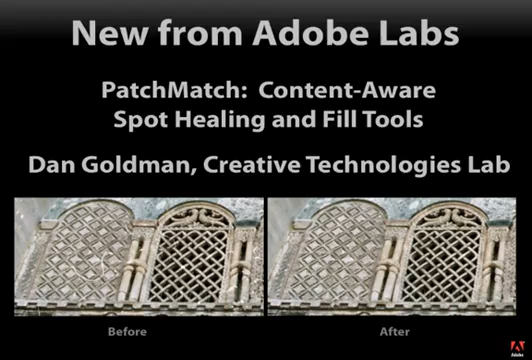 New from Adobe Labs
PatchMatch: Content-Aware
Spot Healing and Fill Tools
Dan Goldman, Creative Technologies Lab
Before
After
Adobe